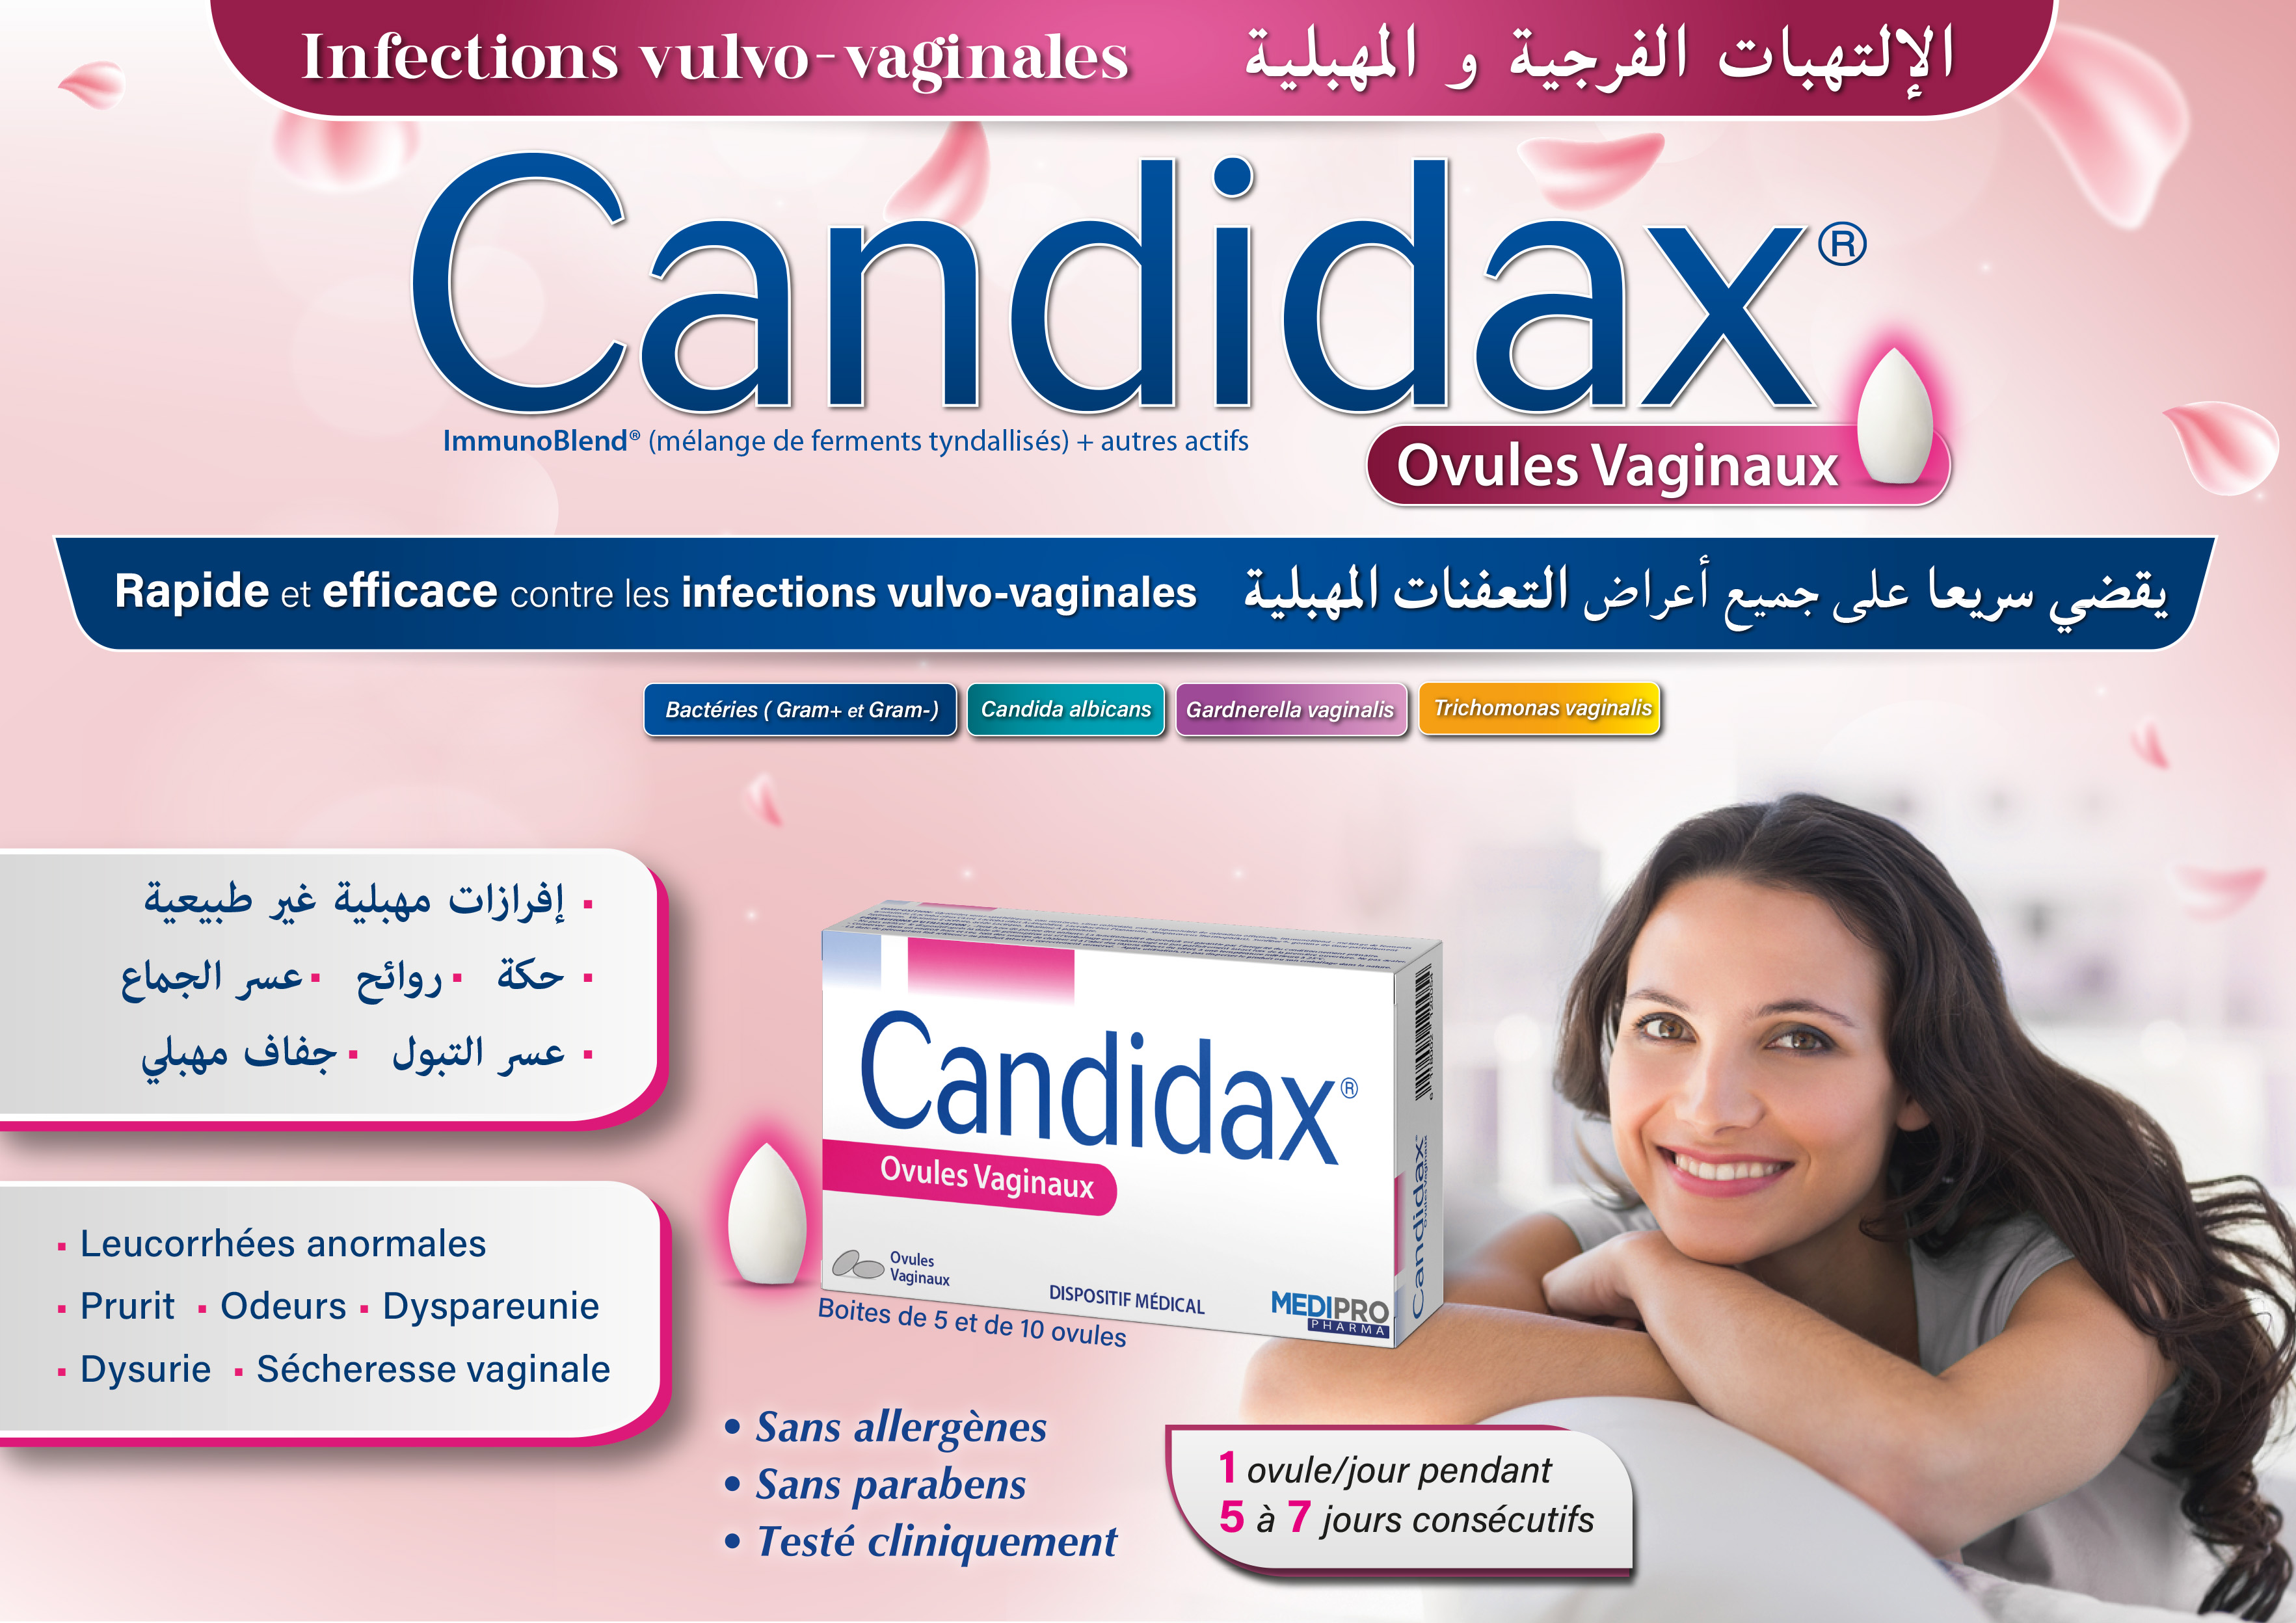 Infections vulvo-vaginales
الإلتهبات الفرجية و المهبلية
Candidax®
ImmunoBlend® (mélange de ferments tyndallisés) + autres actifs
Ovules Vaginaux
Rapide et efficace contre les infections vulvo-vaginales
يقضي سريعا على جميع أعراض التعفنات المهبلية
Bactéries ( Gram+ et Gram-)
Candida albicans
Gardnerella vaginalis
Trichomonas vaginalis
▪ إفرازات مهبلية غير طبيعية
▪ حكة ▪ روائح ▪ عسر الجماع
▪ عسر التبول ▪ جفاف مهبلي
▪ Leucorrhées anormales
▪ Prurit ▪ Odeurs ▪ Dyspareunie
▪ Dysurie ▪ Sécheresse vaginale
Candidax®
Ovules Vaginaux
Ovules
Vaginaux
DISPOSITIF MÉDICAL
MEDIPRO
PHARMA
Candidax
Ovules Vaginaux
Boites de 5 et de 10 ovules
• Sans allergènes
• Sans parabens
• Testé cliniquement
1 ovule/jour pendant
5 à 7 jours consécutifs